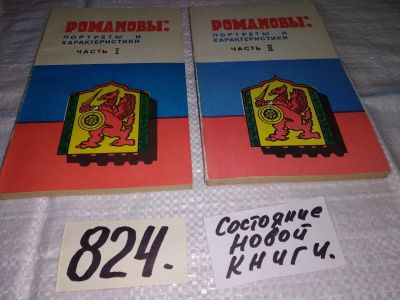 РОМАНОВЫ:
ПОРТРЕТЫ И
ХАРАКТЕРИСТИКИ
ЧАСТЬ I
РОМАНОВЫ:
ПОРТРЕТЫ И
ХАРАКТЕРИСТИКИ
ЧАСТЬ II
824.
Состояние
новой
книги.